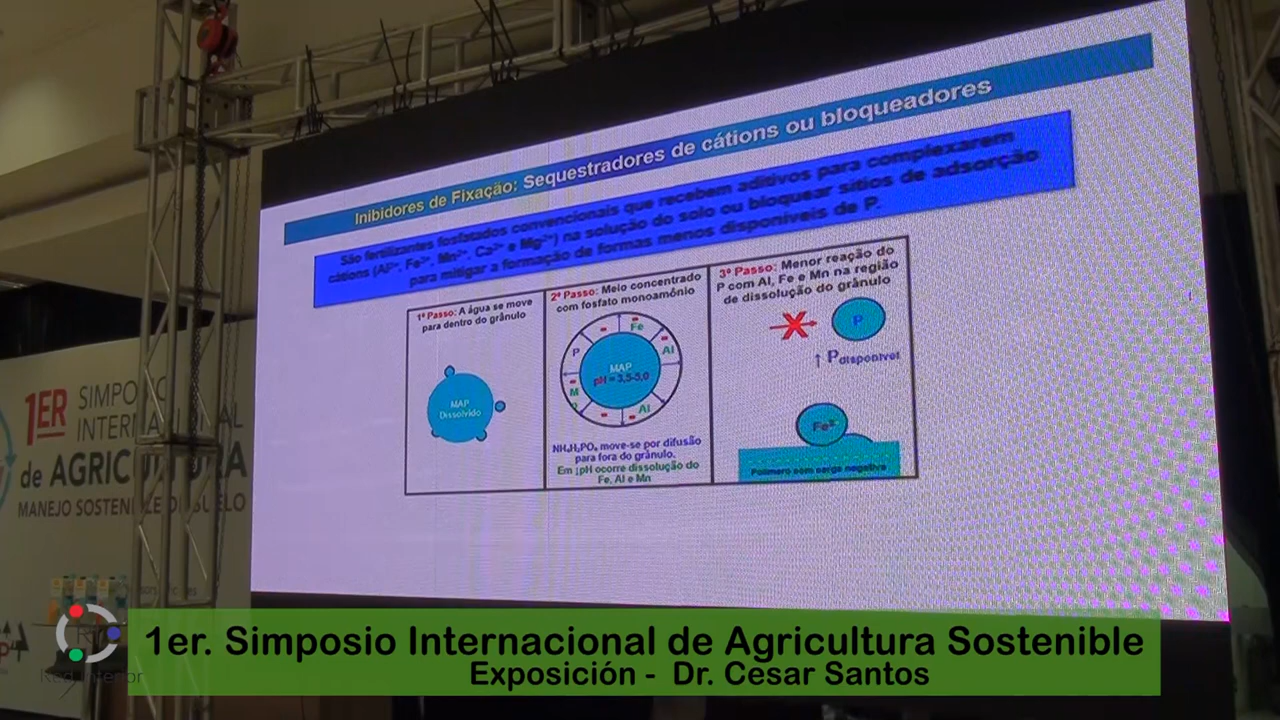 Inibidores de Fixação: Sequestradores de cátions ou bloqueadores
São fertilizantes fosfatados convencionais que recebem aditivos para complexarem
cátions (Al³⁺, Fe³⁺, Mn²⁺, Ca²⁺ e Mg²⁺) na solução do solo ou bloquear sítios de adsorção
para mitigar a formação de formas menos disponíveis de P.
1º Passo: A água se move
para dentro do grânulo
MAP
Dissolvido
2º Passo: Meio concentrado
com fosfato monoamônio
Fe
P
Al
MAP
pH = 3,5-5,0
M
Al
NH₄H₂PO₄ move-se por difusão
para fora do grânulo.
Em ↓pH ocorre dissolução do
Fe, Al e Mn
3º Passo: Menor reação do
P com Al, Fe e Mn na região
de dissolução do grânulo
P
↑ Pdisponível
Polímero com carga negativa
1ER SIMPOSIO
de AGRICULTURA
MANEJO SOSTENIBLE
Red Interior
1er. Simposio Internacional de Agricultura Sostenible
Exposición - Dr. Cesar Santos